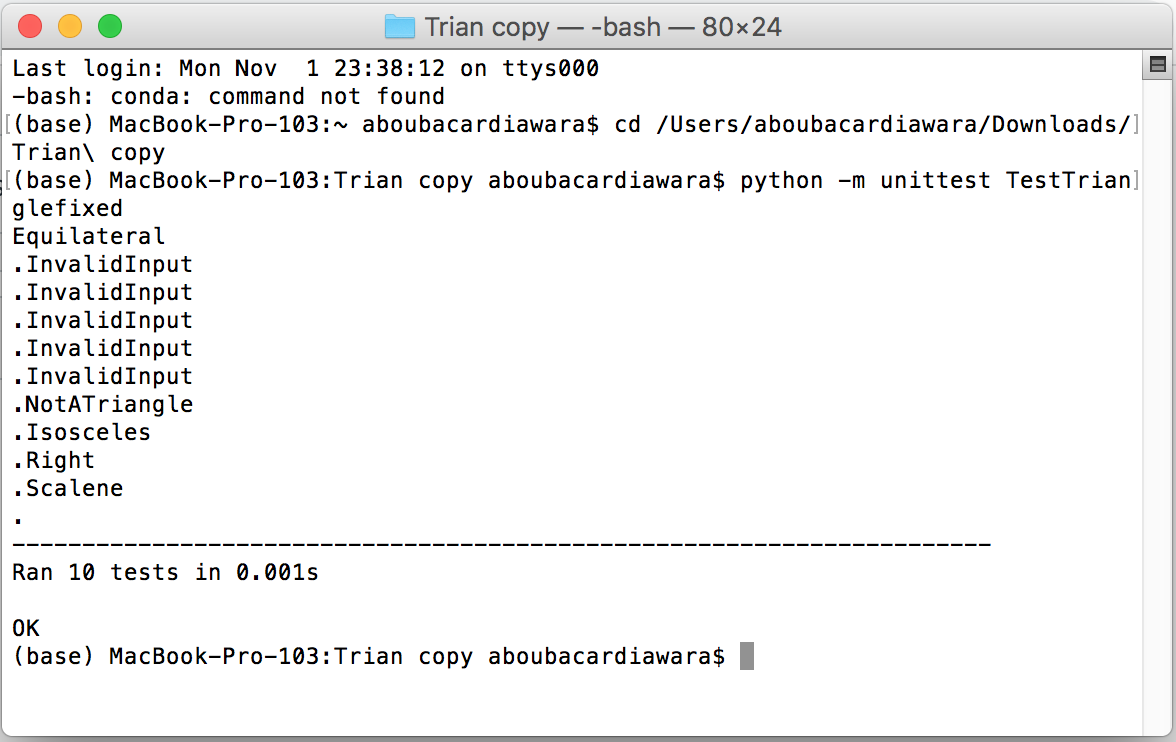 Trian copy — -bash — 80×24
Last login: Mon Nov  1 23:38:12 on ttys000
-bash: conda: command not found
[(base) MacBook-Pro-103:~ aboubacardiawara$ cd /Users/aboubacardiawara/Downloads/]
Trian\ copy
[(base) MacBook-Pro-103:Trian copy aboubacardiawara$ python -m unittest TestTrian]
glefixed
Equilateral
.InvalidInput
.InvalidInput
.InvalidInput
.InvalidInput
.InvalidInput
.NotATriangle
.Isosceles
.Right
.Scalene
.
----------------------------------------------------------------------
Ran 10 tests in 0.001s
OK
(base) MacBook-Pro-103:Trian copy aboubacardiawara$